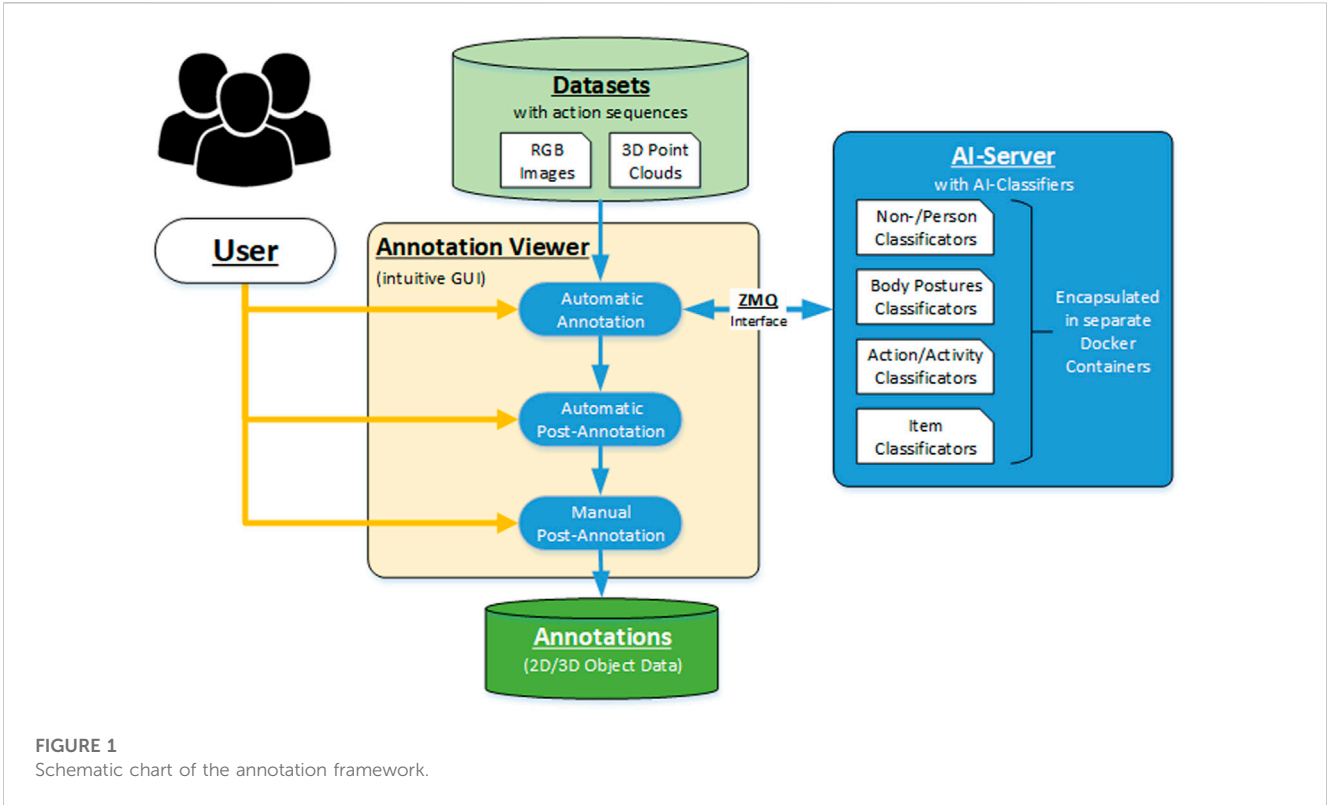 Datasets
with action sequences
RGB
Images
3D Point
Clouds
User
Annotation Viewer
(intuitive GUI)
Automatic
Annotation
Automatic
Post-Annotation
Manual
Post-Annotation
ZMQ
Interface
AI-Server
with AI-Classifiers
Non-/Person
Classificators
Body Postures
Classificators
Action/Activity
Classificators
Item
Classificators
Encapsulated
in separate
Docker
Containers
Annotations
(2D/3D Object Data)
FIGURE 1
Schematic chart of the annotation framework.